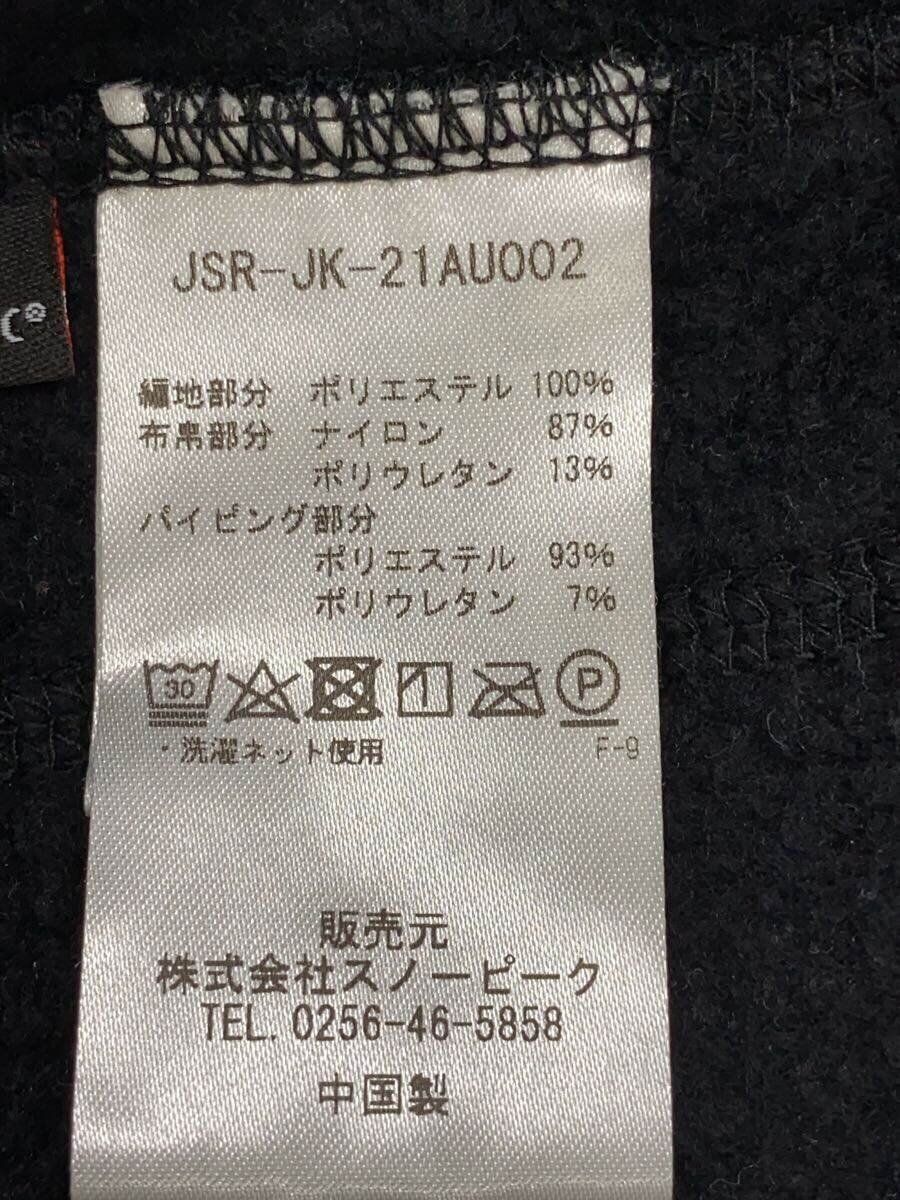 JSR-JK-21AU002
C®
編地部分 ポリエステル 100%
布帛部分 ナイロン 87%
ポリウレタン 13%
パイピング部分
ポリエステル 93%
ポリウレタン 7%
30 1 P
・洗濯ネット使用 F-9
販売元
株式会社スノーピーク
TEL.0256-46-5858
中国製